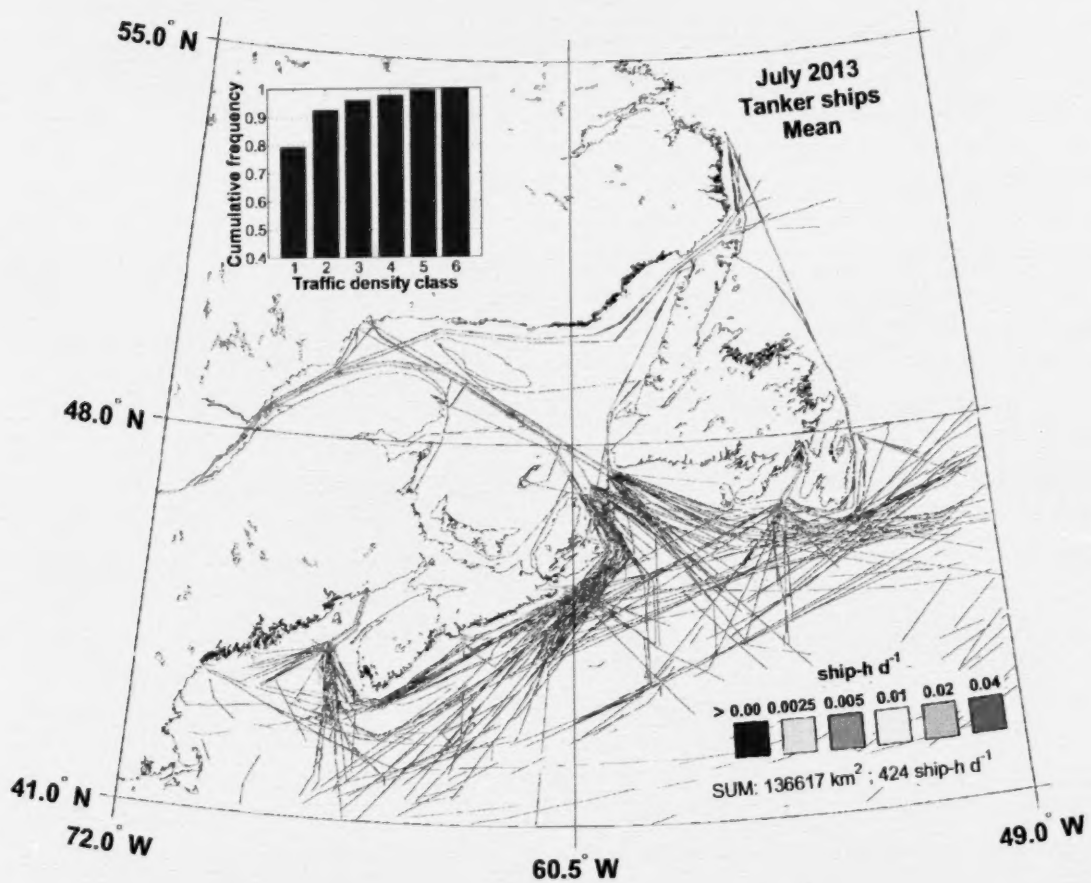 55.0° N
July 2013
Tanker ships
Mean
Cumulative frequency
1
0.9
0.8
0.7
0.6
0.5
0.4
1 2 3 4 5 6
Traffic density class
48.0° N
ship-h d⁻¹
> 0.00 0.0025 0.005 0.01 0.02 0.04
SUM: 136617 km² ; 424 ship-h d⁻¹
41.0° N
72.0° W
60.5° W
49.0° W